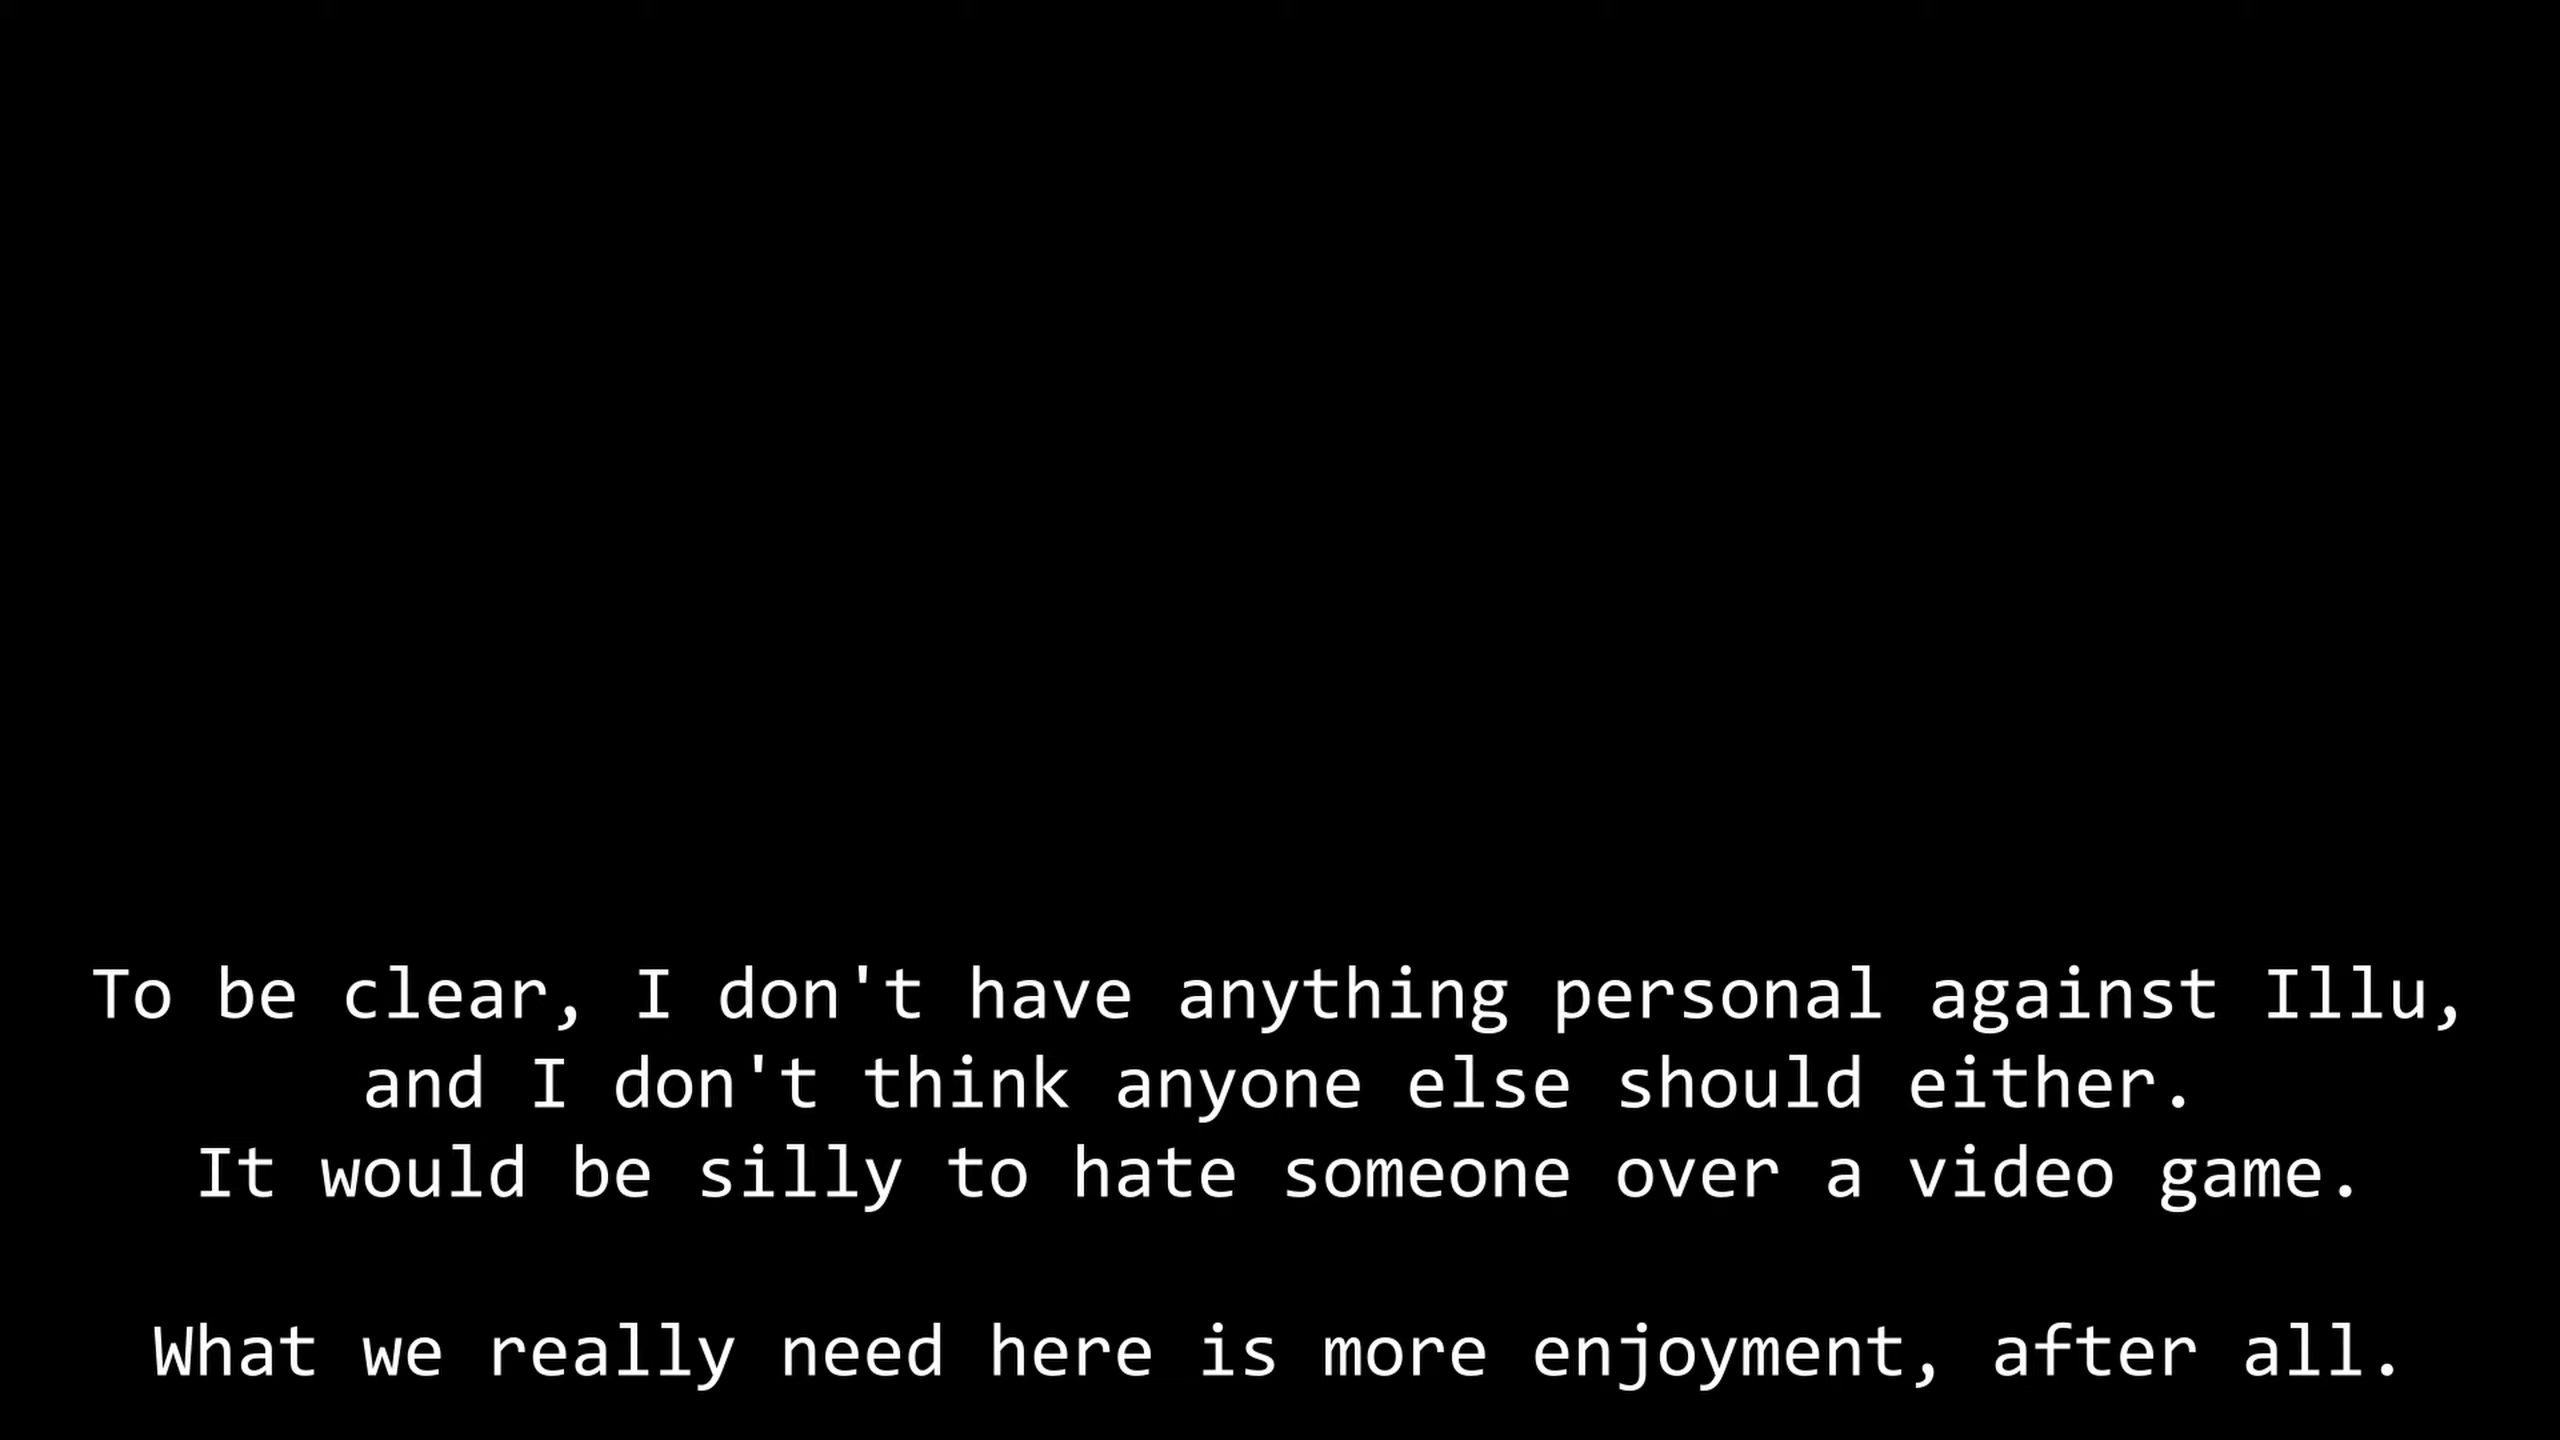 To be clear, I don't have anything personal against Illu,
and I don't think anyone else should either.
It would be silly to hate someone over a video game.
What we really need here is more enjoyment, after all.